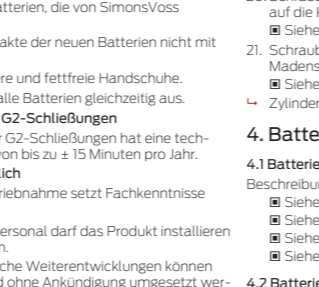 tterien, die von SimonsVoss
akte der neuen Batterien nicht mit
re und fettfreie Handschuhe.
alle Batterien gleichzeitig aus.
G2-Schließungen
r G2-Schließungen hat eine tech-
von bis zu ± 15 Minuten pro Jahr.
lich
riebnahme setzt Fachkenntnisse
ersonal darf das Produkt installieren
n.
che Weiterentwicklungen können
d ohne Ankündigung umgesetzt wer-
auf die
▣ Siehe
21. Schraub
Madens
▣ Siehe
↪ Zylinder
4. Batte
4.1 Batterie
Beschreibun
▣ Siehe
▣ Siehe
▣ Siehe
▣ Siehe
4.2 Batterie